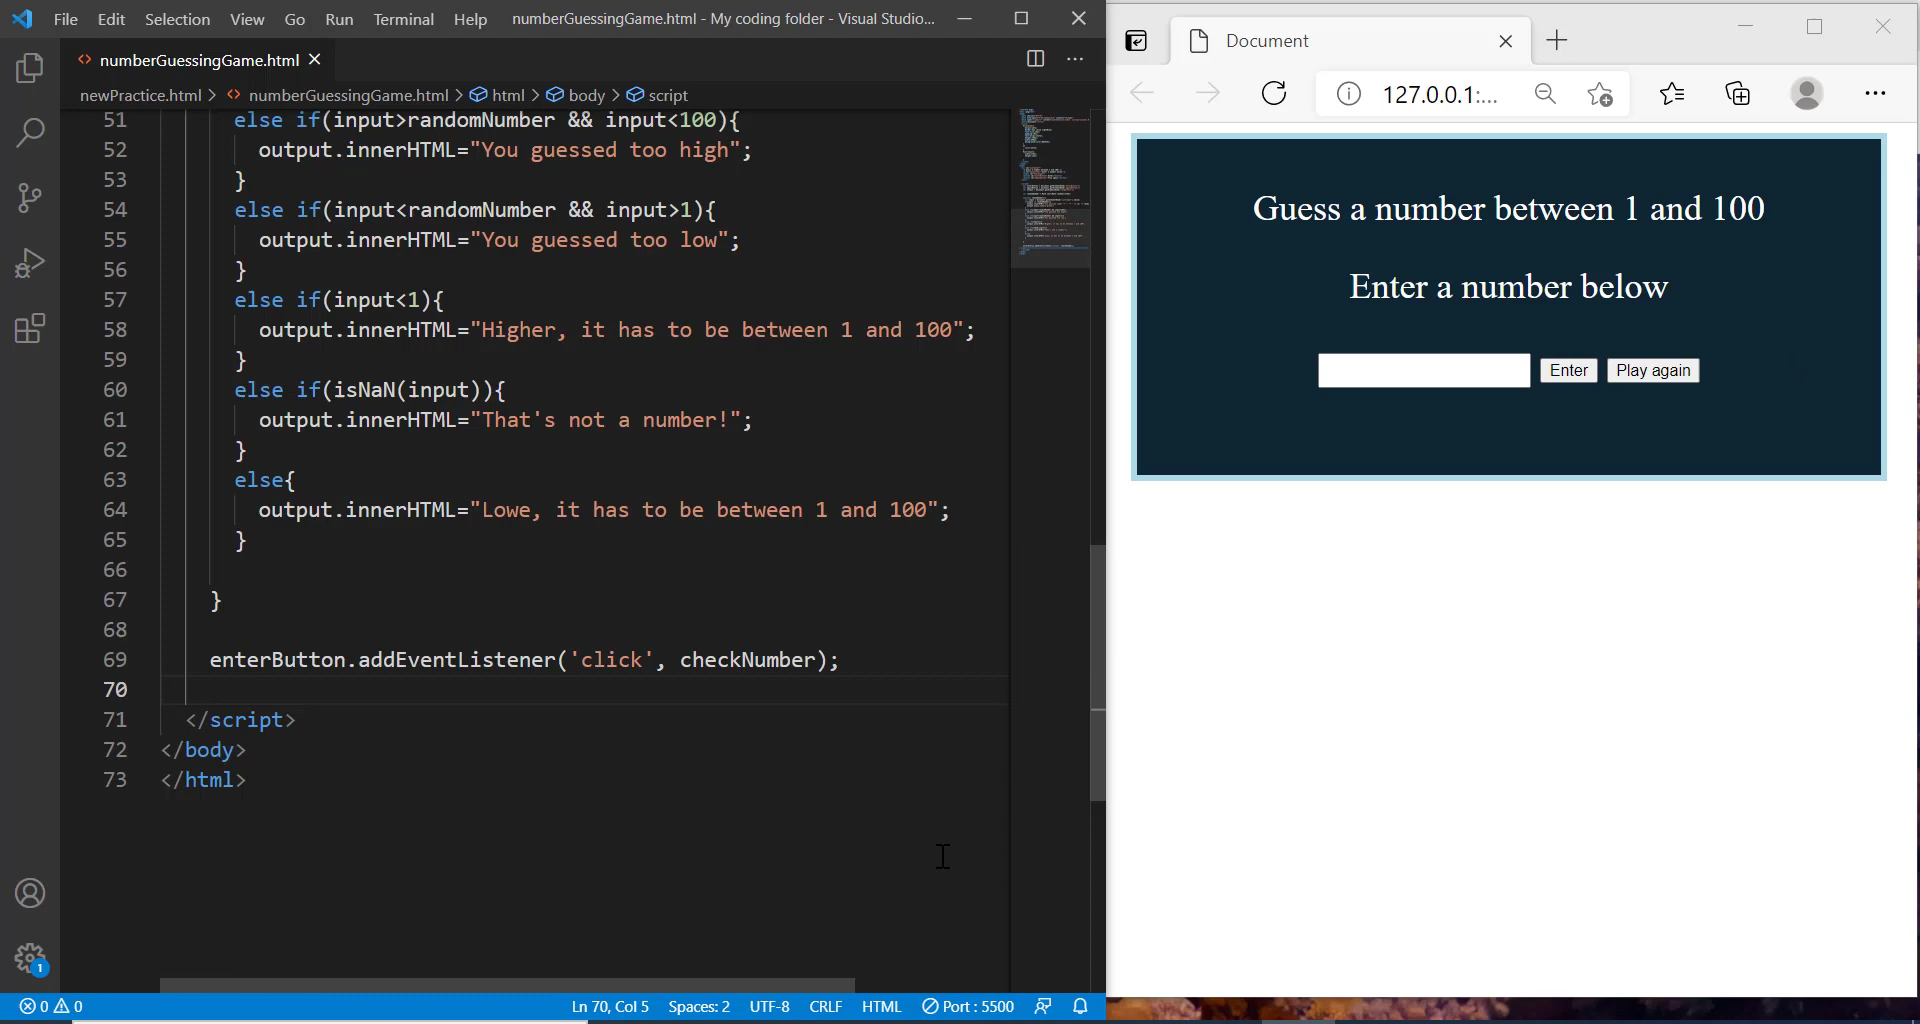 File Edit Selection View Go Run Terminal Help numberGuessingGame.html - My coding folder - Visual Studio...
numberGuessingGame.html
newPractice.html > numberGuessingGame.html > html > body > script
51 else if(input>randomNumber && input<100){
52 output.innerHTML="You guessed too high";
53 }
54 else if(input<randomNumber && input>1){
55 output.innerHTML="You guessed too low";
56 }
57 else if(input<1){
58 output.innerHTML="Higher, it has to be between 1 and 100";
59 }
60 else if(isNaN(input)){
61 output.innerHTML="That's not a number!";
62 }
63 else{
64 output.innerHTML="Lowe, it has to be between 1 and 100";
65 }
66
67 }
68
69 enterButton.addEventListener('click', checkNumber);
70
71 </script>
72 </body>
73 </html>
1
0 0 Ln 70, Col 5 Spaces: 2 UTF-8 CRLF HTML Port : 5500
Document
127.0.0.1:...
Guess a number between 1 and 100
Enter a number below
Enter Play again